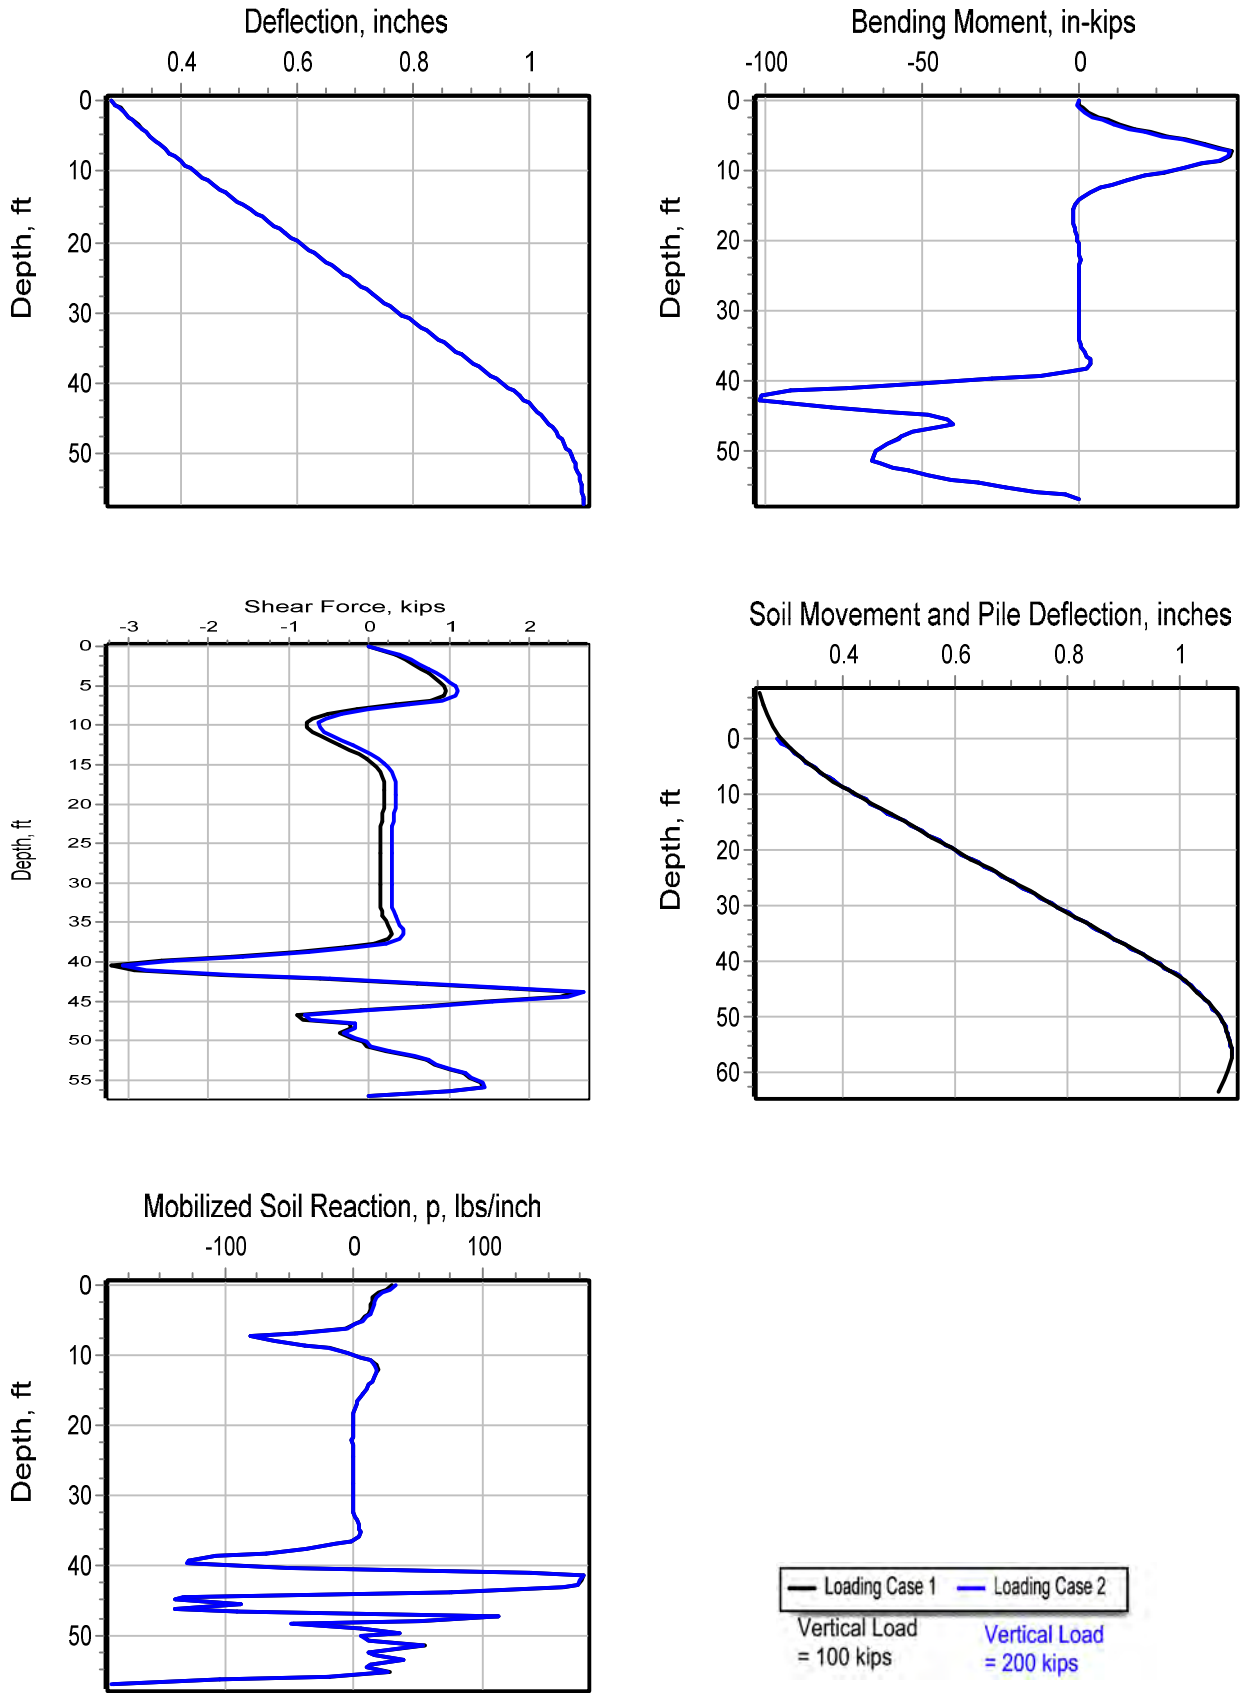 Deflection, inches
0.4 0.6 0.8 1
0
10
20
30
40
50
Depth, ft
Bending Moment, in-kips
-100 -50 0
0
10
20
30
40
50
Depth, ft
Shear Force, kips
-3 -2 -1 0 1 2
0
5
10
15
20
25
30
35
40
45
50
55
Depth, ft
Soil Movement and Pile Deflection, inches
0.4 0.6 0.8 1
0
10
20
30
40
50
60
Depth, ft
Mobilized Soil Reaction, p, lbs/inch
-100 0 100
0
10
20
30
40
50
Depth, ft
Loading Case 1 Loading Case 2
Vertical Load
= 100 kips
Vertical Load
= 200 kips